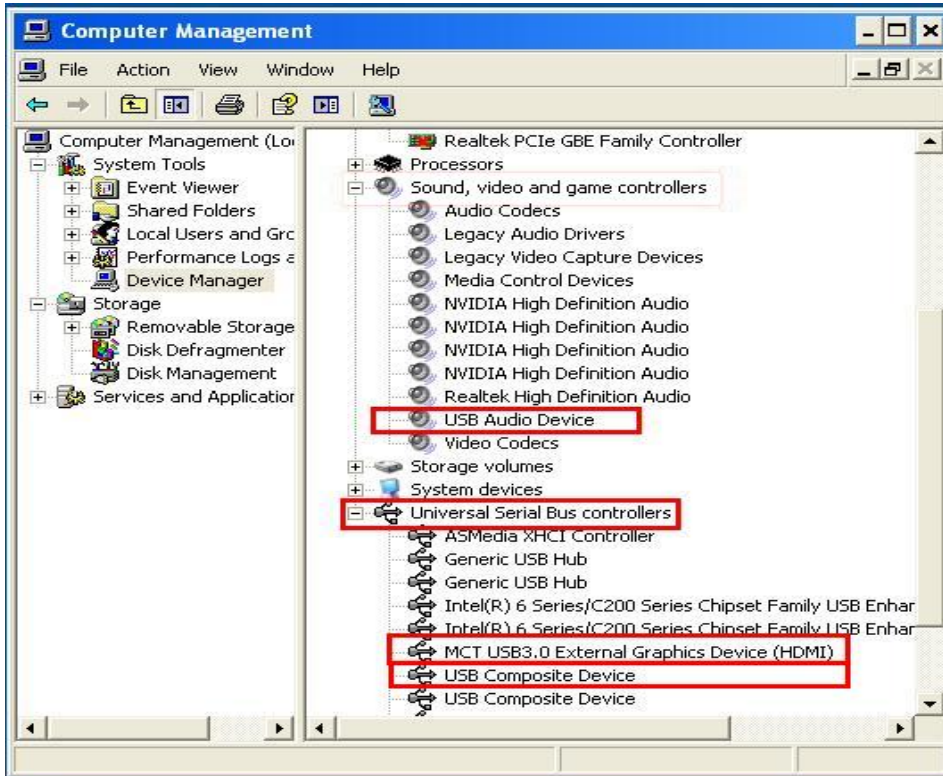 Computer Management
File Action View Window Help
Computer Management (Loc
System Tools
Event Viewer
Shared Folders
Local Users and Grc
Performance Logs a
Device Manager
Storage
Removable Storage
Disk Defragmenter
Disk Management
Services and Application
Realtek PCIe GBE Family Controller
Processors
Sound, video and game controllers
Audio Codecs
Legacy Audio Drivers
Legacy Video Capture Devices
Media Control Devices
NVIDIA High Definition Audio
NVIDIA High Definition Audio
NVIDIA High Definition Audio
NVIDIA High Definition Audio
Realtek High Definition Audio
USB Audio Device
Video Codecs
Storage volumes
System devices
Universal Serial Bus controllers
ASMedia XHCI Controller
Generic USB Hub
Generic USB Hub
Intel(R) 6 Series/C200 Series Chipset Family USB Enhar
Intel(R) 6 Series/C200 Series Chipset Family USB Enhar
MCT USB3.0 External Graphics Device (HDMI)
USB Composite Device
USB Composite Device